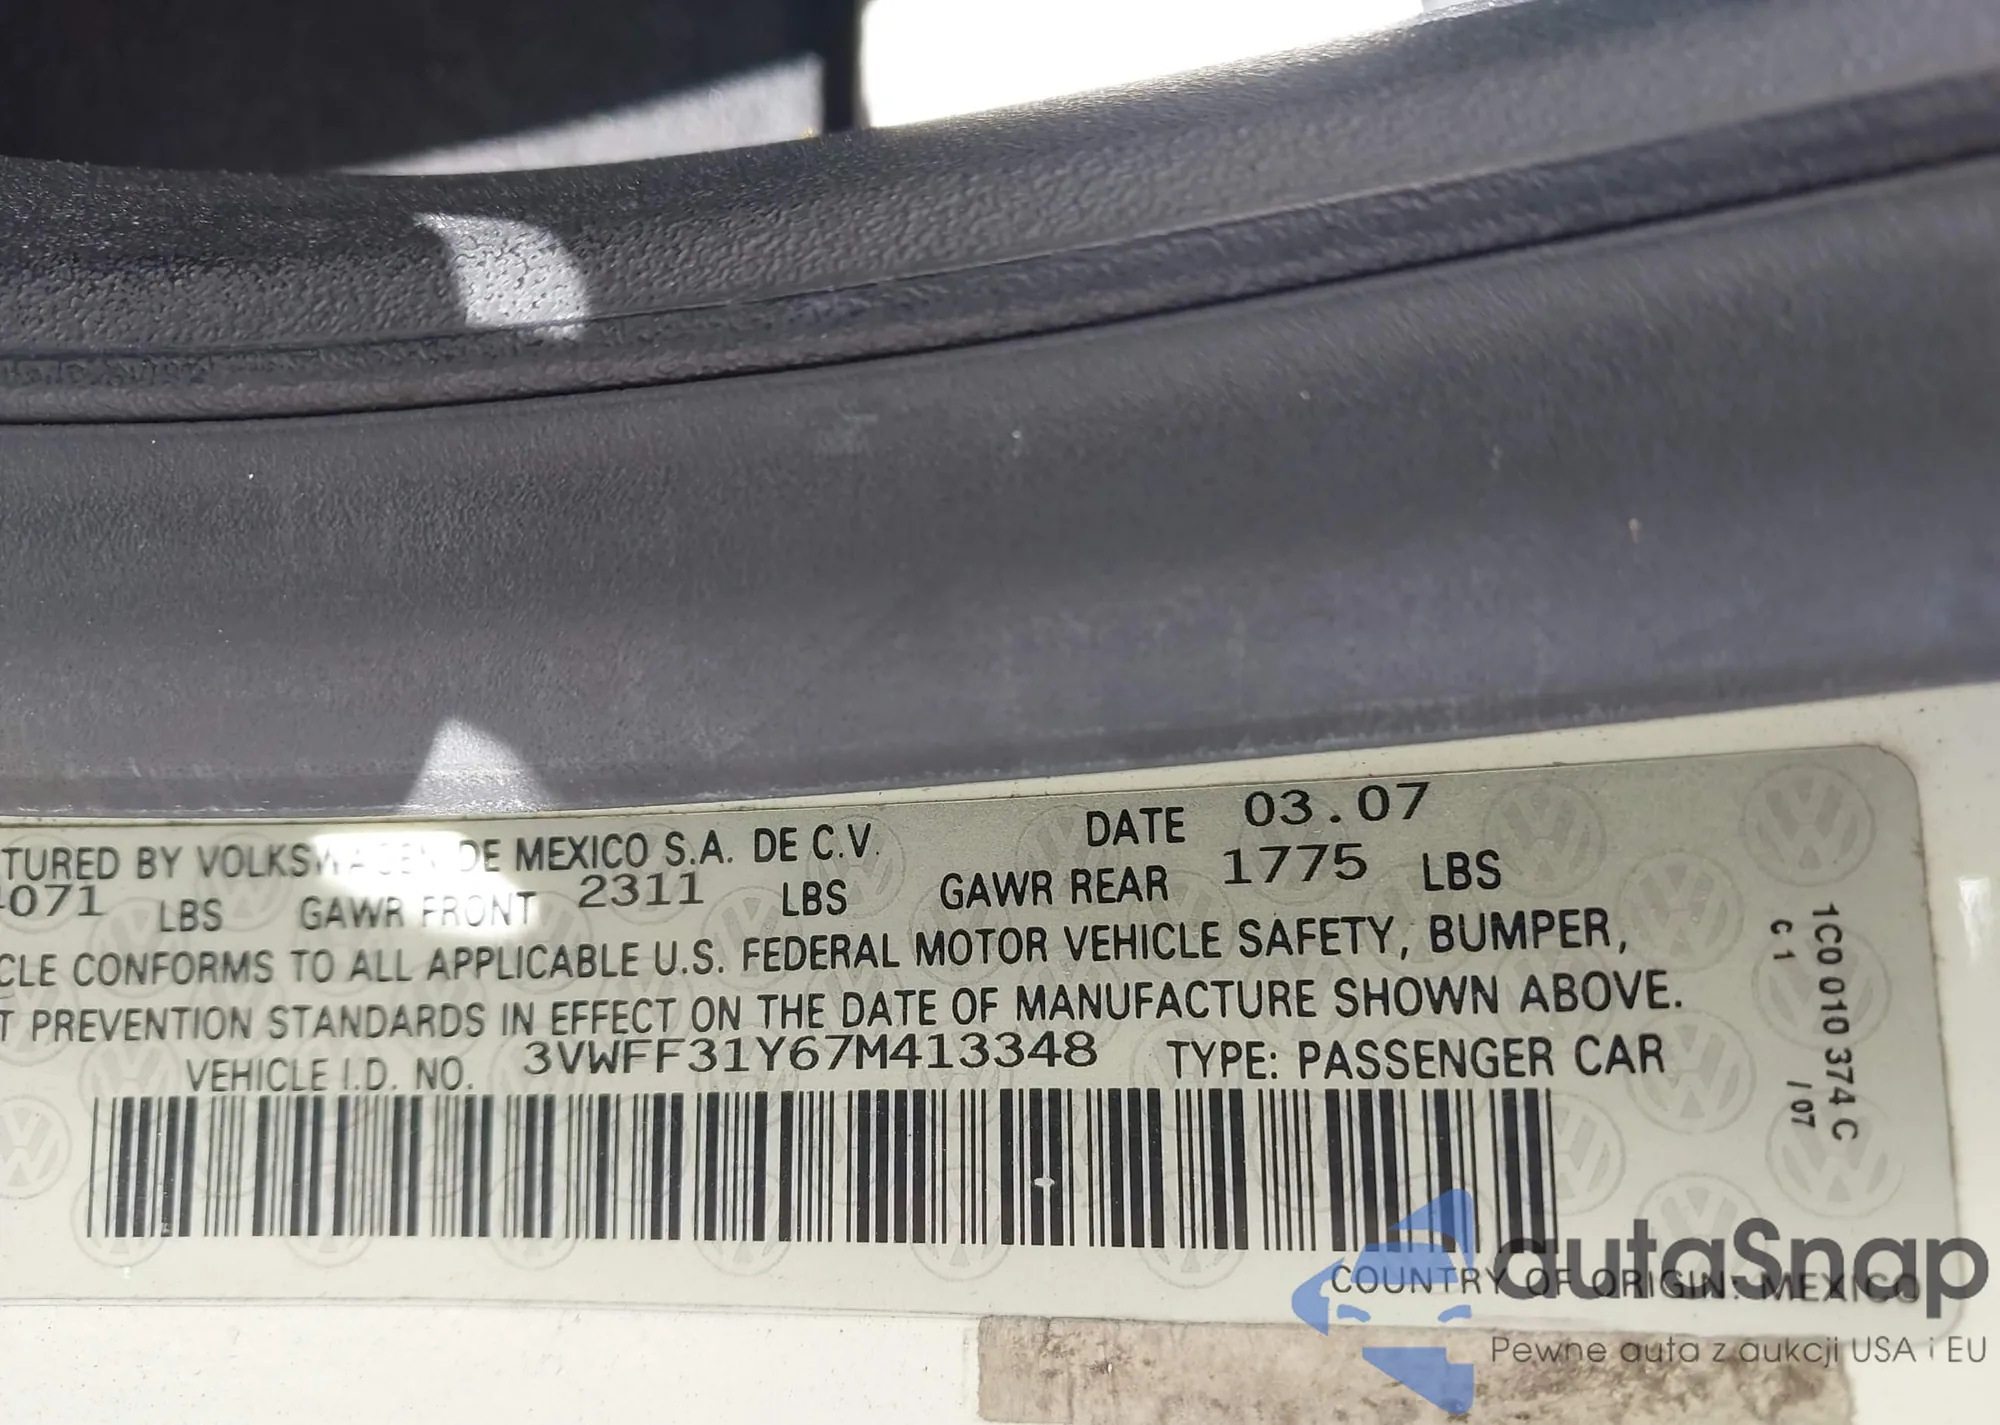 TURED BY VOLKSWAGEN DE MEXICO S.A. DE C.V. DATE 03.07
4071 LBS GAWR FRONT 2311 LBS GAWR REAR 1775 LBS
CLE CONFORMS TO ALL APPLICABLE U.S. FEDERAL MOTOR VEHICLE SAFETY, BUMPER,
T PREVENTION STANDARDS IN EFFECT ON THE DATE OF MANUFACTURE SHOWN ABOVE.
VEHICLE I.D. NO. 3VWFF31Y67M413348 TYPE: PASSENGER CAR
COUNTRY OF ORIGIN: MEXICO
1C0 010 374 C
C 1 / 07
autaSnap
Pewne auta z aukcji USA i EU